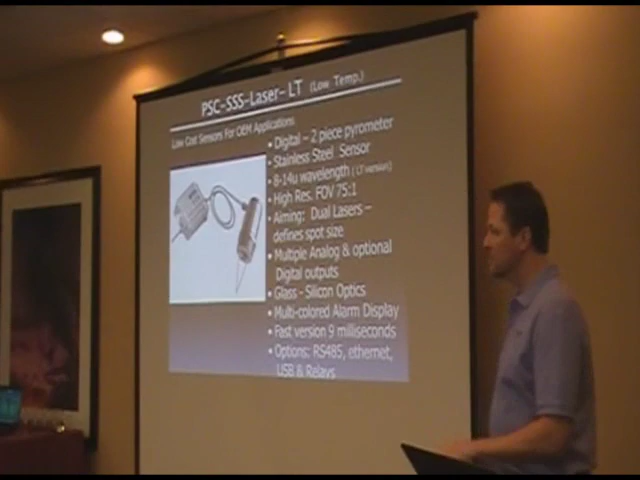 PSC-SSS-Laser-LT (Low Temp.)
Low Cost Sensors For OEM Applications
• Digital – 2 piece pyrometer
• Stainless Steel Sensor
• 8-14u wavelength (LT version)
• High Res. FOV 75:1
• Aiming: Dual Lasers –
defines spot size
• Multiple Analog & optional
Digital outputs
• Glass - Silicon Optics
• Multi-colored Alarm Display
• Fast version 9 milliseconds
• Options: RS485, ethernet,
USB & Relays